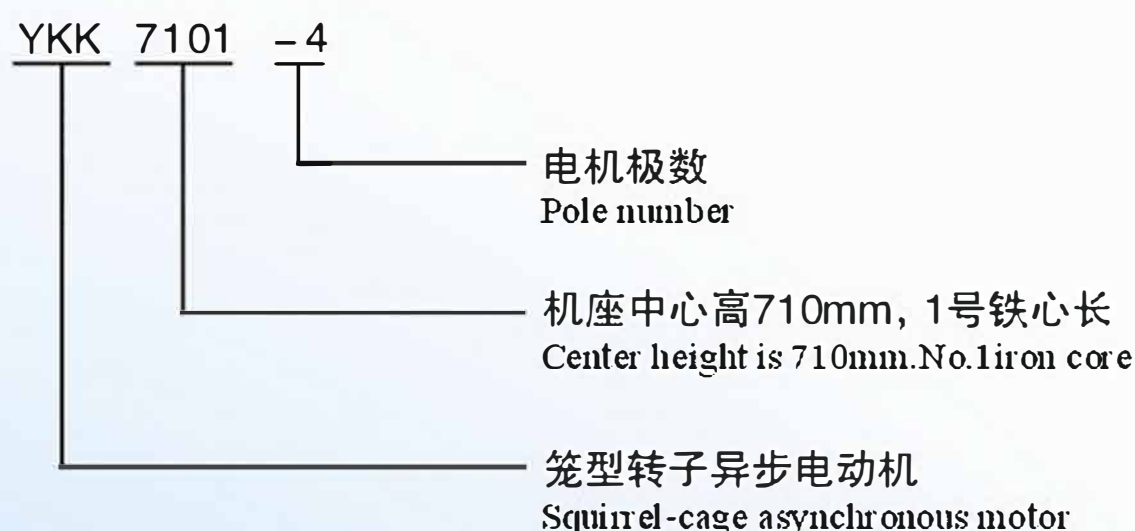 YKK 7101 -4
电机极数
Pole number
机座中心高710mm, 1号铁心长
Center height is 710mm.No.1iron core
笼型转子异步电动机
Squirrel-cage asynchronous motor